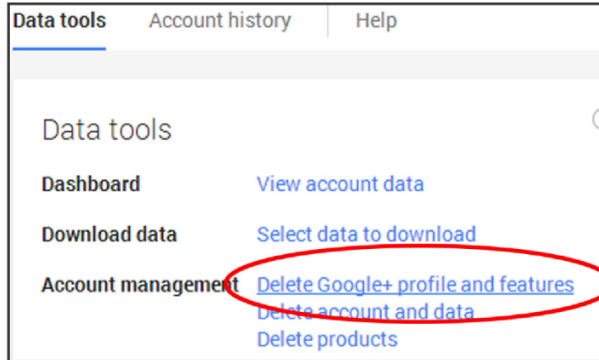 Data tools Account history Help
Data tools
Dashboard View account data
Download data Select data to download
Account management Delete Google+ profile and features
Delete account and data
Delete products